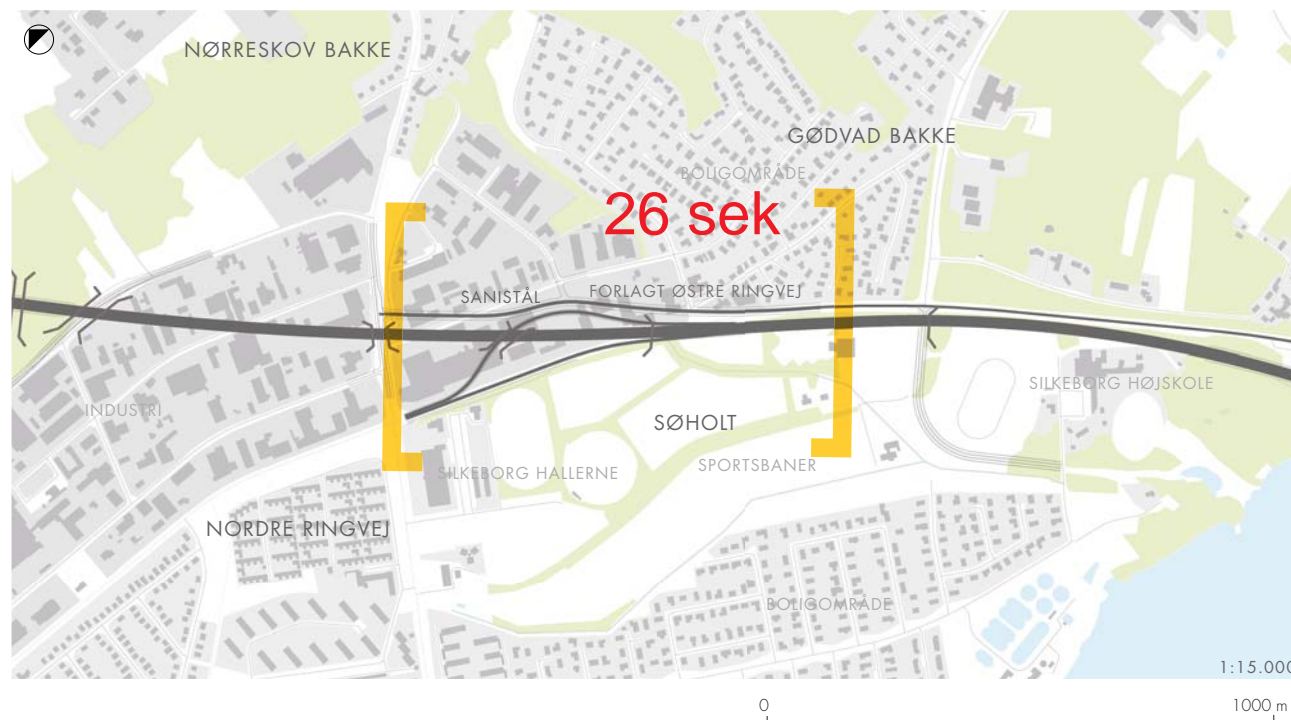 NØRRESKOV BAKKE
GØDVAD BAKKE
BOLIGOMRÅDE
26 sek
SANISTÅL
FORLAGT ØSTRE RINGVEJ
INDUSTRI
SILKEBORG HØJSKOLE
SØHOLT
SILKEBORG HALLERNE
SPORTSBANER
NORDRE RINGVEJ
BOLIGOMRÅDE
1:15.000
0
1000 m